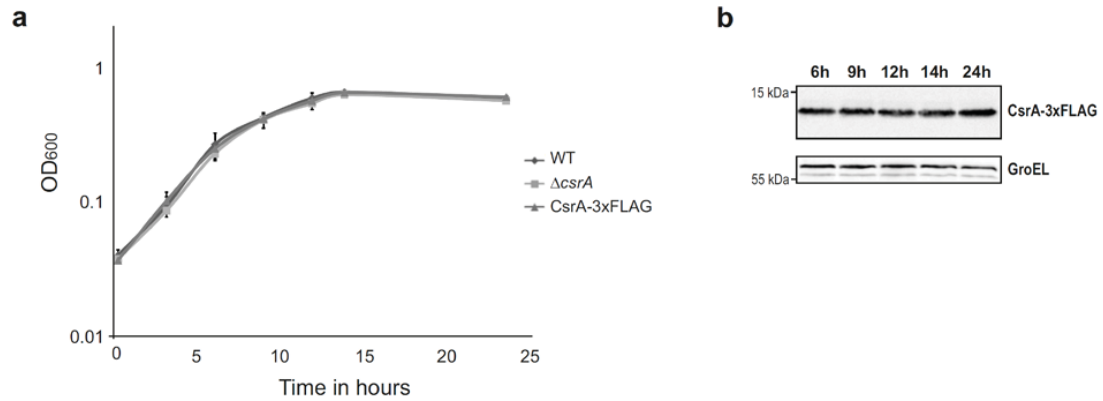 a
OD600
1
0.1
0.01
0
5
10
15
20
25
Time in hours
WT
ΔcsrA
CsrA-3xFLAG
b
6h 9h 12h 14h 24h
15 kDa
CsrA-3xFLAG
GroEL
55 kDa